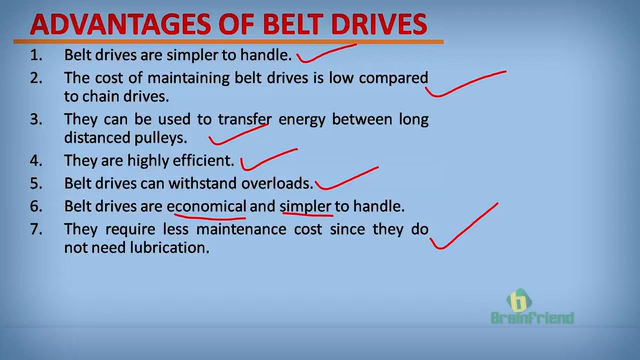 ADVANTAGES OF BELT DRIVES
1. Belt drives are simpler to handle.
2. The cost of maintaining belt drives is low compared
to chain drives.
3. They can be used to transfer energy between long
distanced pulleys.
4. They are highly efficient.
5. Belt drives can withstand overloads.
6. Belt drives are economical and simpler to handle.
7. They require less maintenance cost since they do
not need lubrication.
b
BrainFriend